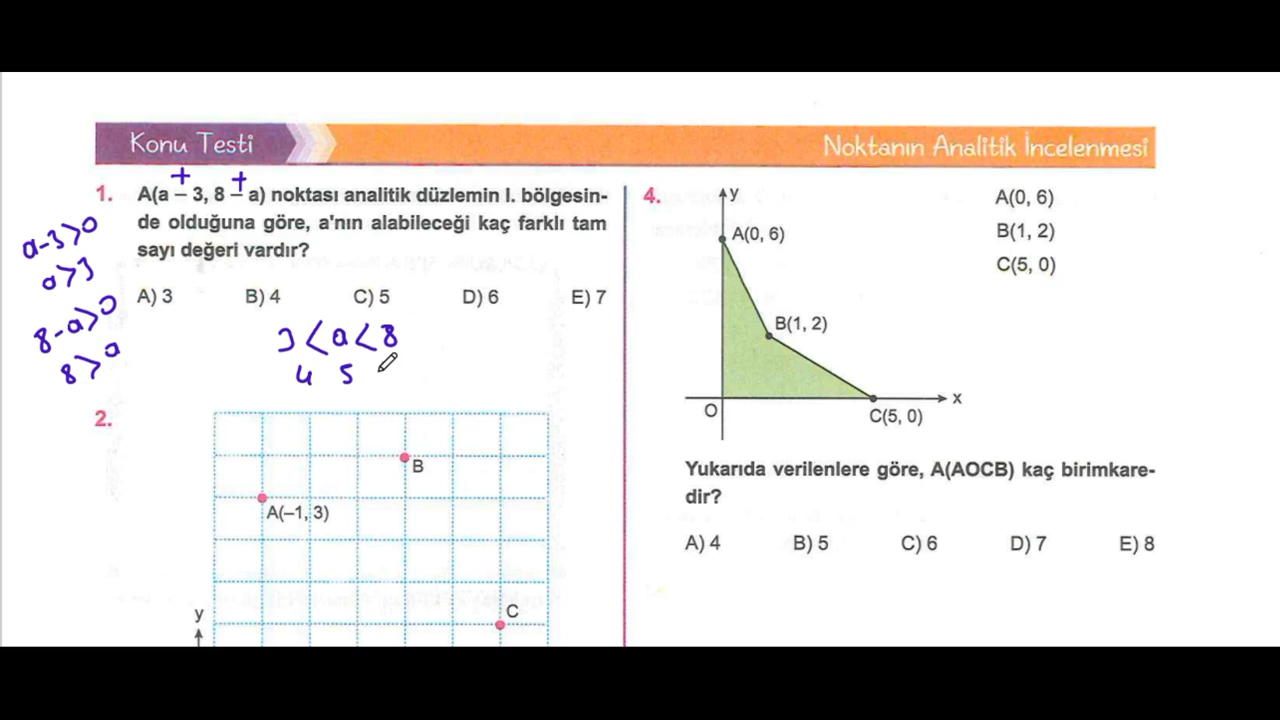 Konu Testi
Noktanın Analitik İncelenmesi
+ +
1. A(a – 3, 8 – a) noktası analitik düzlemin I. bölgesin-
de olduğuna göre, a'nın alabileceği kaç farklı tam
sayı değeri vardır?
A) 3 B) 4 C) 5 D) 6 E) 7
a-3>0
a>3
8-a>0
8>a
3<a<8
4 5
2.
B
A(–1, 3)
C
y
4.
y
A(0, 6)
B(1, 2)
O
C(5, 0)
x
A(0, 6)
B(1, 2)
C(5, 0)
Yukarıda verilenlere göre, A(AOCB) kaç birimkare-
dir?
A) 4 B) 5 C) 6 D) 7 E) 8